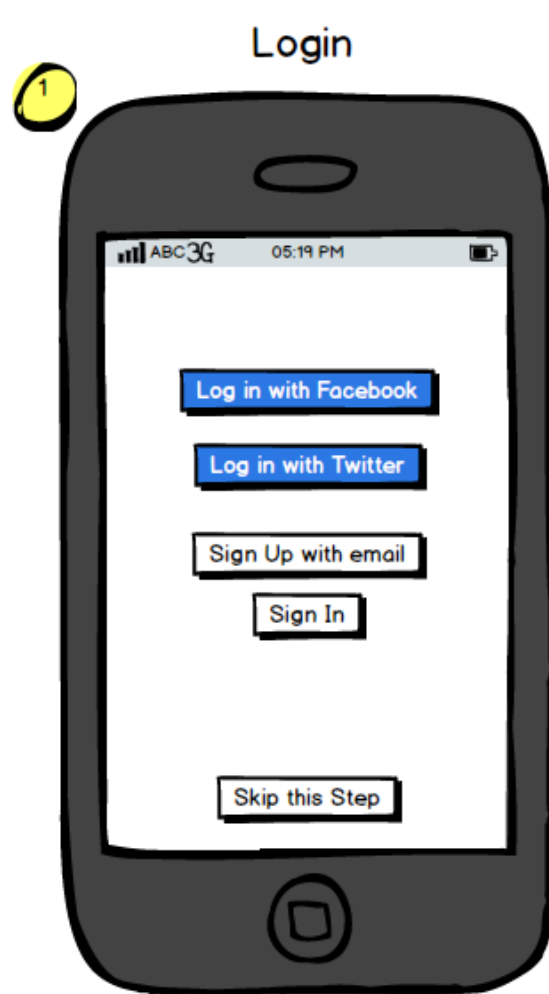 Login
1
ABC 3G 05:19 PM
Log in with Facebook
Log in with Twitter
Sign Up with email
Sign In
Skip this Step